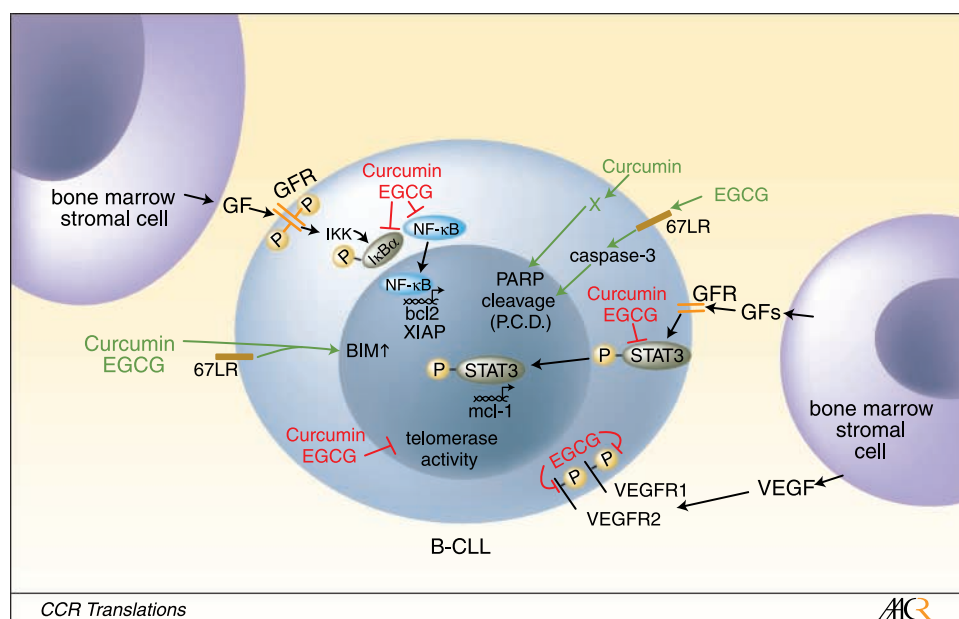 bone marrow
stromal cell
GF
GFR
P
P
IKK
P
IκBα
Curcumin
EGCG
NF-κB
NF-κB
bcl2
XIAP
Curcumin
X
EGCG
67LR
caspase-3
PARP
cleavage
(P.C.D.)
Curcumin
EGCG
GFR
GFs
P
STAT3
Curcumin
EGCG
67LR
BIM↑
P
STAT3
mcl-1
Curcumin
EGCG
telomerase
activity
bone marrow
stromal
cell
EGCG
P
P
VEGFR1
VEGFR2
VEGF
B-CLL
CCR Translations
AACR